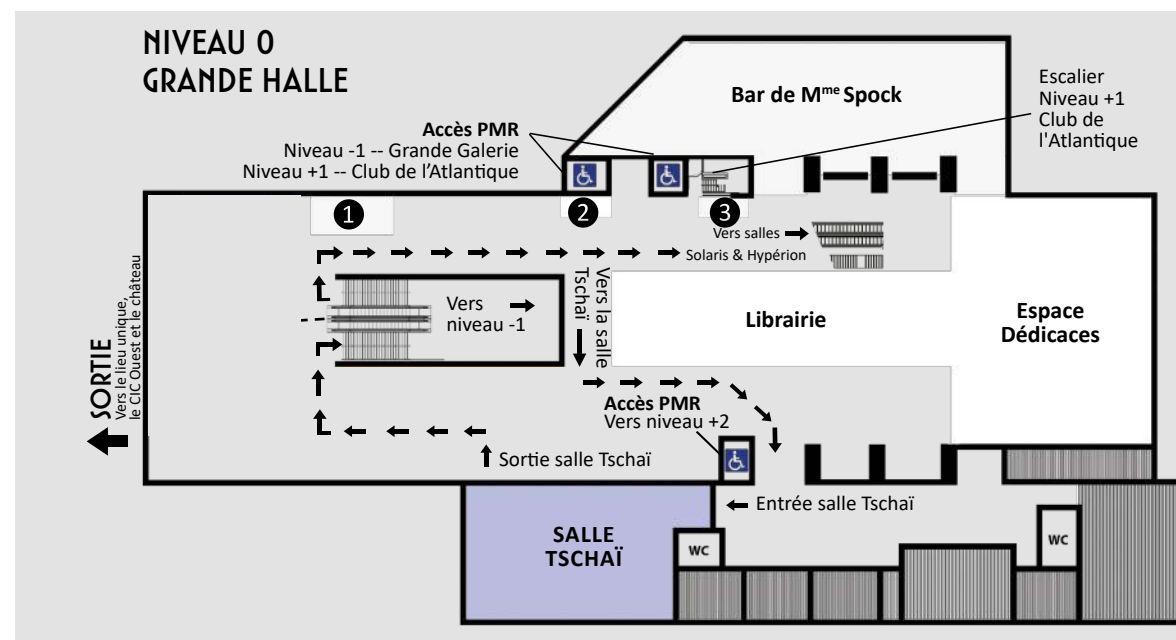 NIVEAU 0
GRANDE HALLE
Bar de Mme Spock
Escalier
Niveau +1
Club de
l'Atlantique
Accès PMR
Niveau -1 -- Grande Galerie
Niveau +1 -- Club de l’Atlantique
1
2
3
Vers salles
Solaris & Hypérion
Vers
niveau -1
Vers la salle
Tschaï
Librairie
Espace
Dédicaces
SORTIE
Vers le lieu unique,
le CIC Ouest et le château
Accès PMR
Vers niveau +2
Sortie salle Tschaï
Entrée salle Tschaï
SALLE
TSCHAÏ
WC
WC